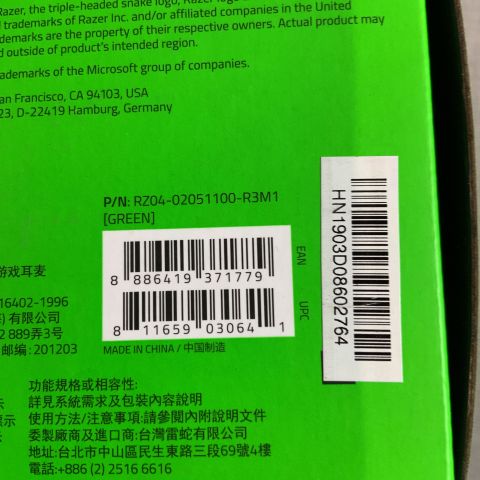 Razer, the triple-headed snake logo, Razer logo
d trademarks of Razer Inc. and/or affiliated companies in the United
demarks are the property of their respective owners. Actual product may
d outside of product's intended region.
ademarks of the Microsoft group of companies.
an Francisco, CA 94103, USA
23, D-22419 Hamburg, Germany
P/N: RZ04-02051100-R3M1
[GREEN]
8 886419 371779
EAN
8 11659 03064 1
UPC
MADE IN CHINA / 中国制造
HN1903D08602764
游戏耳麦
16402-1996
) 有限公司
2 889弄3号
邮编: 201203
功能規格或相容性:
詳見系統需求及包裝內容說明
示 使用方法/注意事項:請參閱內附說明文件
委製廠商及進口商:台灣雷蛇有限公司
地址:台北市中山區民生東路三段69號4樓
電話:+886 (2) 2516 6616